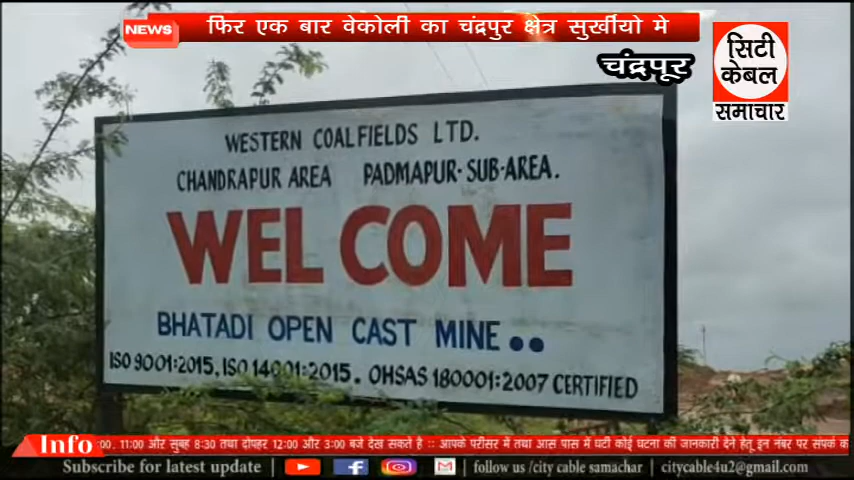 NEWS
फिर एक बार वेकोली का चंद्रपुर क्षेत्र सुर्खीयो मे
चंद्रपूर
सिटी
केबल
समाचार
WESTERN COALFIELDS LTD.
CHANDRAPUR AREA PADMAPUR-SUB-AREA.
WELCOME
BHATADI OPEN CAST MINE ..
ISO 9001:2015, ISO 14001:2015. OHSAS 180001:2007 CERTIFIED
Info
:00. 11:00 और सुबह 8:30 तथा दोपहर 12:00 और 3:00 बजे देख सकते है :: आपके परीसर में तथा आस पास में घटी कोई घटना की जानकारी देने हेतू इन नंबर पर संपर्क क
Subscribe for latest update
follow us /city cable samachar
citycable4u2@gmail.com